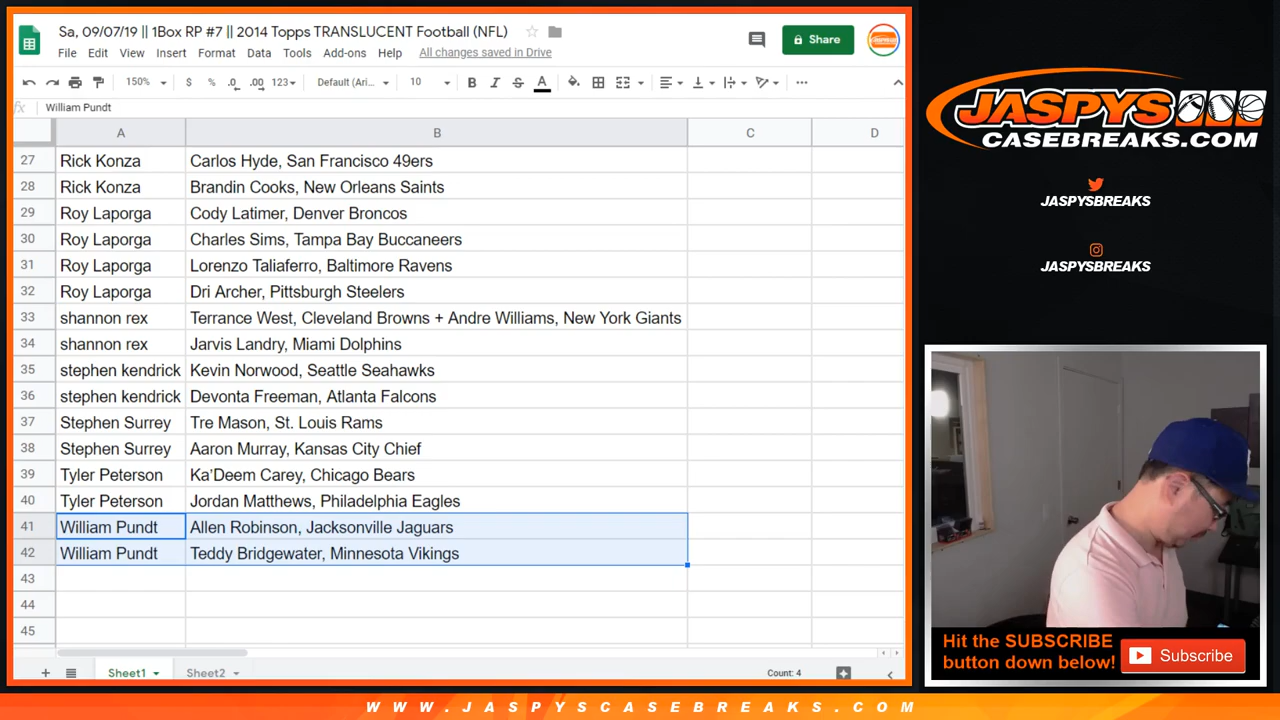 Sa, 09/07/19 || 1Box RP #7 || 2014 Topps TRANSLUCENT Football (NFL)
File Edit View Insert Format Data Tools Add-ons Help All changes saved in Drive
Share
150% $ % .0 .00 123 Default (Ari... 10 B I S A
fx William Pundt
A B C D
27 Rick Konza Carlos Hyde, San Francisco 49ers
28 Rick Konza Brandin Cooks, New Orleans Saints
29 Roy Laporga Cody Latimer, Denver Broncos
30 Roy Laporga Charles Sims, Tampa Bay Buccaneers
31 Roy Laporga Lorenzo Taliaferro, Baltimore Ravens
32 Roy Laporga Dri Archer, Pittsburgh Steelers
33 shannon rex Terrance West, Cleveland Browns + Andre Williams, New York Giants
34 shannon rex Jarvis Landry, Miami Dolphins
35 stephen kendrick Kevin Norwood, Seattle Seahawks
36 stephen kendrick Devonta Freeman, Atlanta Falcons
37 Stephen Surrey Tre Mason, St. Louis Rams
38 Stephen Surrey Aaron Murray, Kansas City Chief
39 Tyler Peterson Ka'Deem Carey, Chicago Bears
40 Tyler Peterson Jordan Matthews, Philadelphia Eagles
41 William Pundt Allen Robinson, Jacksonville Jaguars
42 William Pundt Teddy Bridgewater, Minnesota Vikings
43
44
45
Sheet1 Sheet2 Count: 4
JASPYS
CASEBREAKS.COM
JASPYSBREAKS
JASPYSBREAKS
Hit the SUBSCRIBE
button down below!
Subscribe
WWW.JASPYSCASEBREAKS.COM